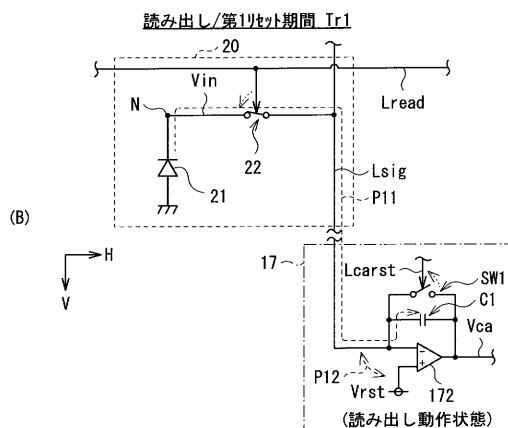 読み出し/第1リセット期間 Tr1
20
Vin
N
Lread
22
21
Lsig
P11
(B)
H
V
17
Lcarst
SW1
C1
Vca
P12
Vrst
-
+
172
(読み出し動作状態)